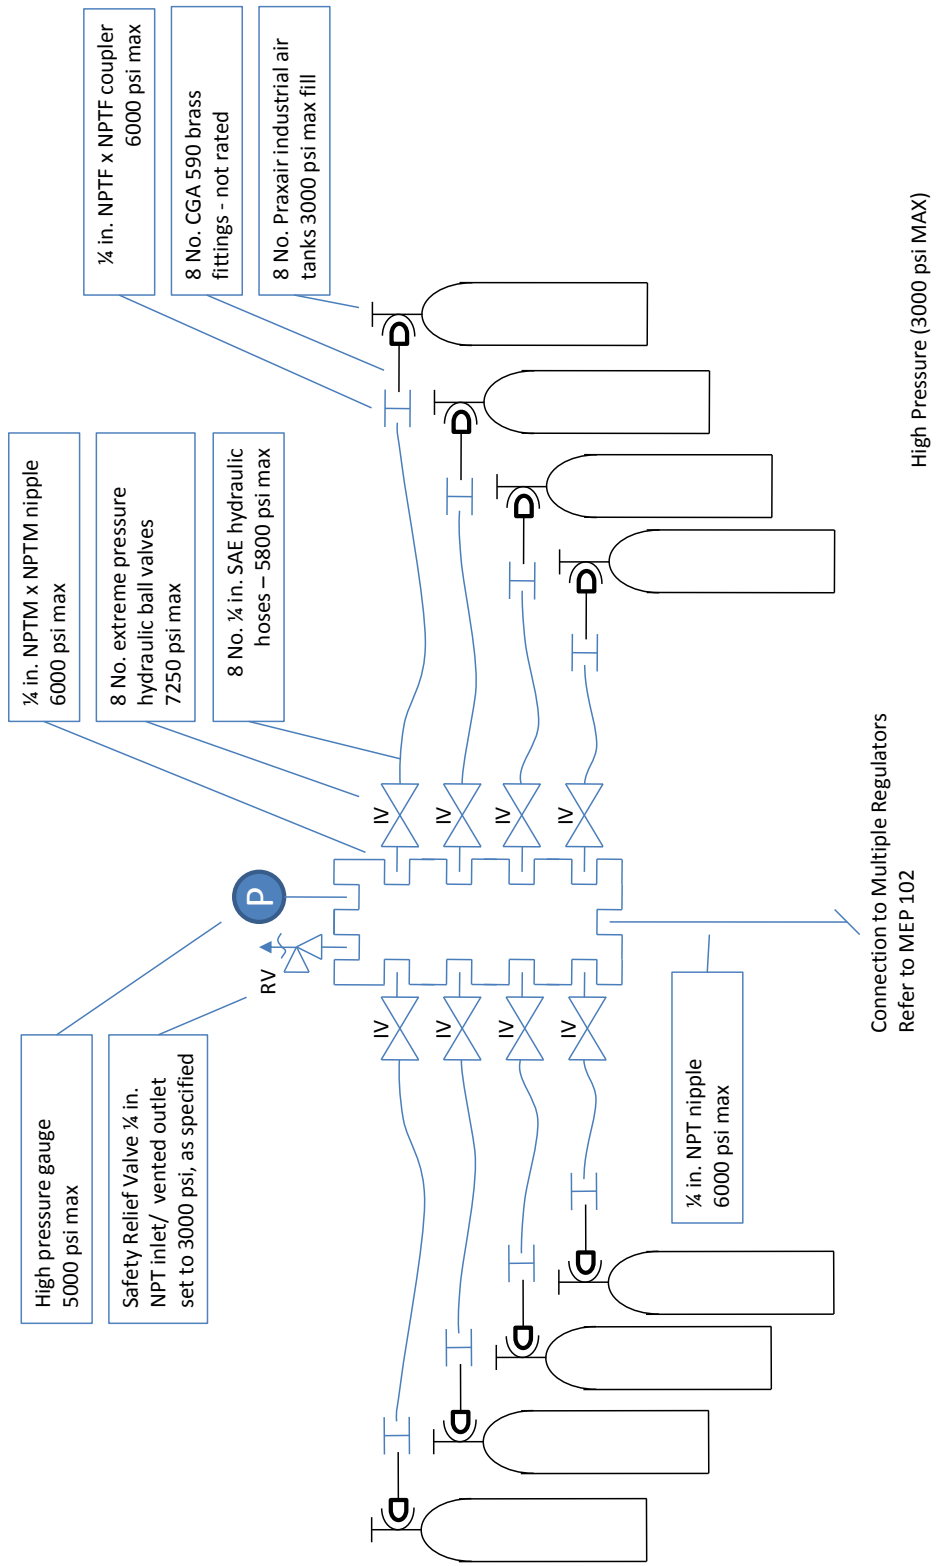 High pressure gauge
5000 psi max
Safety Relief Valve ¼ in.
NPT inlet/ vented outlet
set to 3000 psi, as specified
¼ in. NPTM x NPTM nipple
6000 psi max
8 No. extreme pressure
hydraulic ball valves
7250 psi max
8 No. ¼ in. SAE hydraulic
hoses – 5800 psi max
¼ in. NPTF x NPTF coupler
6000 psi max
8 No. CGA 590 brass
fittings - not rated
8 No. Praxair industrial air
tanks 3000 psi max fill
RV
P
IV
IV
IV
IV
IV
IV
IV
IV
¼ in. NPT nipple
6000 psi max
Connection to Multiple Regulators
Refer to MEP 102
High Pressure (3000 psi MAX)